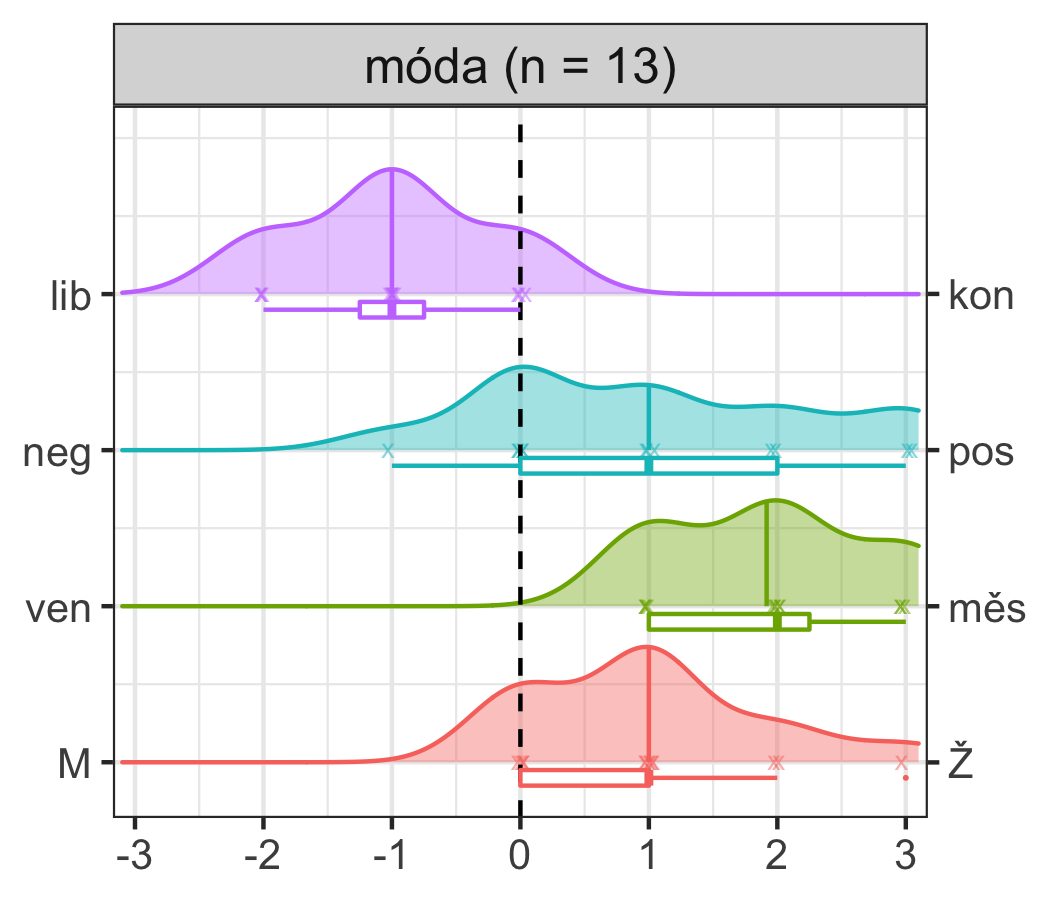 móda (n = 13)
lib kon
neg pos
ven měs
M Ž
-3 -2 -1 0 1 2 3